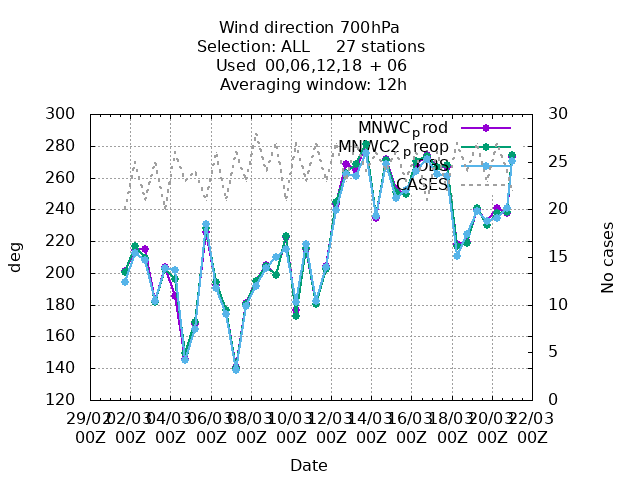 Wind direction 700hPa
Selection: ALL 27 stations
Used 00,06,12,18 + 06
Averaging window: 12h
300
280
260
240
220
200
180
160
140
120
deg
30
25
20
15
10
5
0
No cases
MNWCprod
MNWC2preop
OBS
CASES
29/02 02/03 04/03 06/03 08/03 10/03 12/03 14/03 16/03 18/03 20/03 22/03
00Z 00Z 00Z 00Z 00Z 00Z 00Z 00Z 00Z 00Z 00Z 00Z
Date